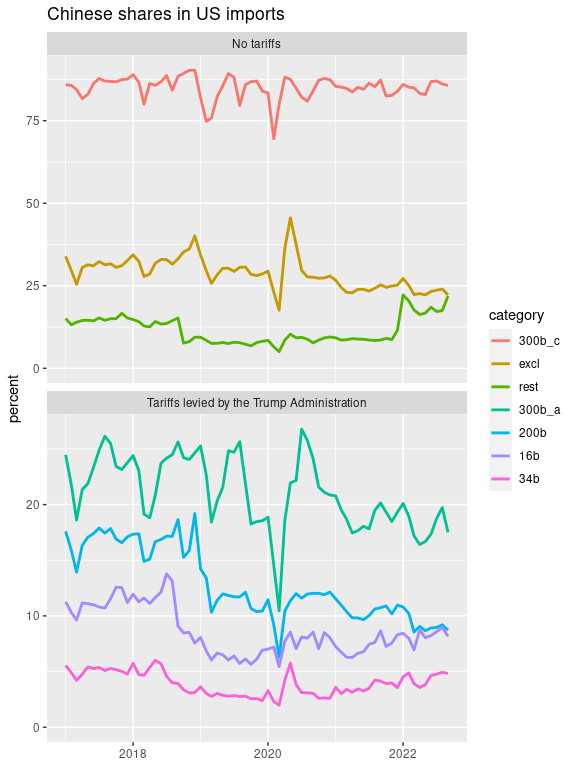 Chinese shares in US imports
No tariffs
75
50
25
0
Tariffs levied by the Trump Administration
20
10
0
percent
2018
2020
2022
category
300b_c
excl
rest
300b_a
200b
16b
34b